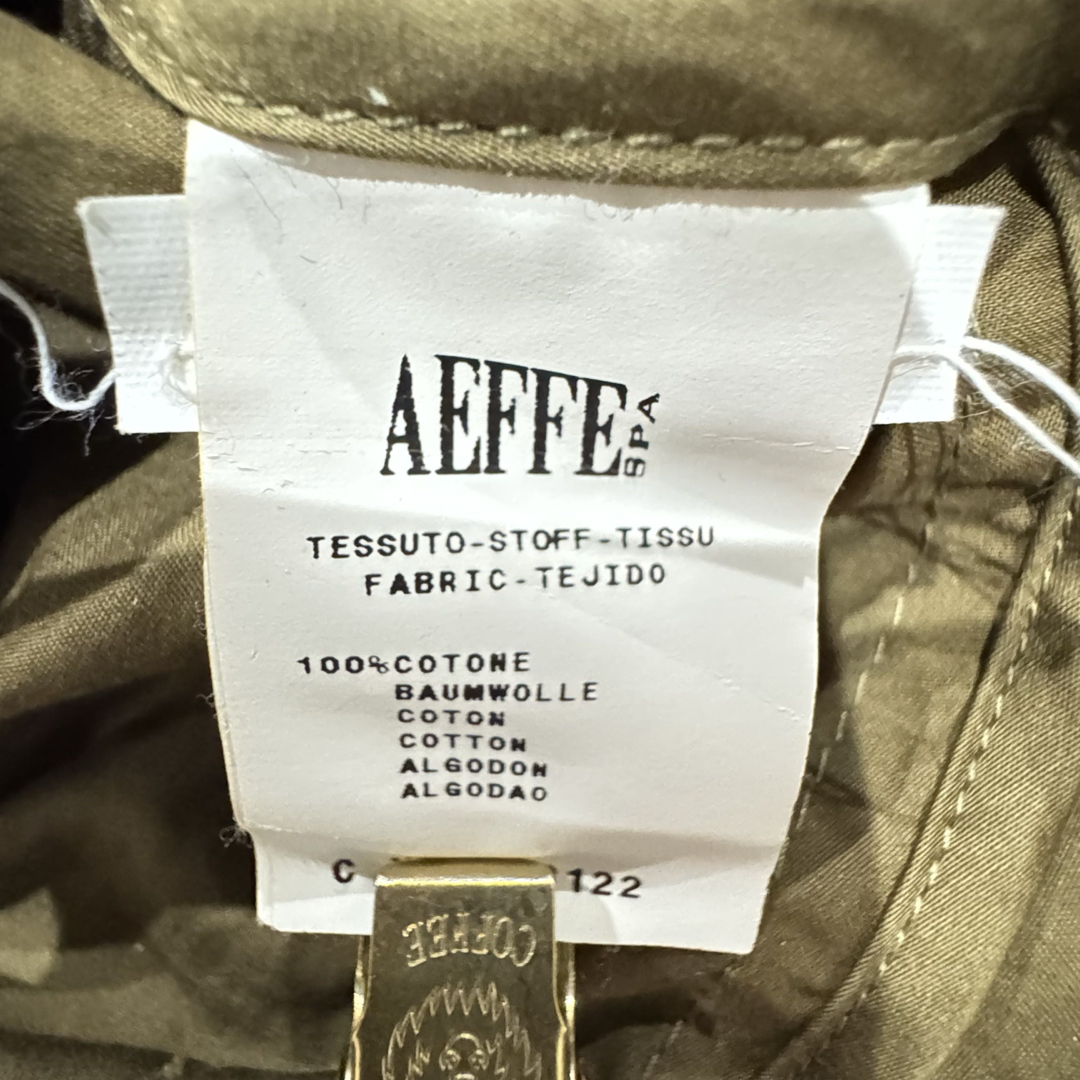 AEFFE SPA
TESSUTO-STOFF-TISSU
FABRIC-TEJIDO
100%COTONE
BAUMWOLLE
COTON
COTTON
ALGODON
ALGODAO
C 122
COFFEE